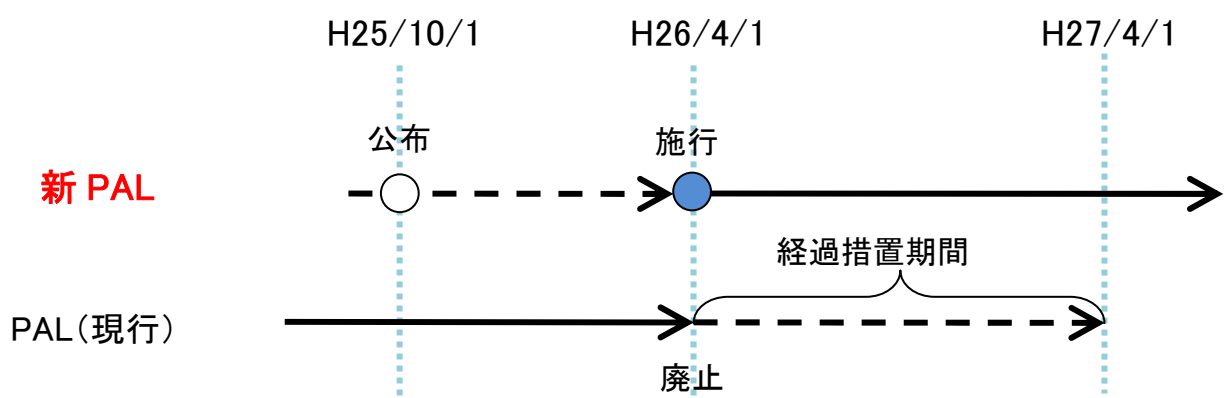 H25/10/1 H26/4/1 H27/4/1
公布 施行
新 PAL
経過措置期間
PAL(現行)
廃止